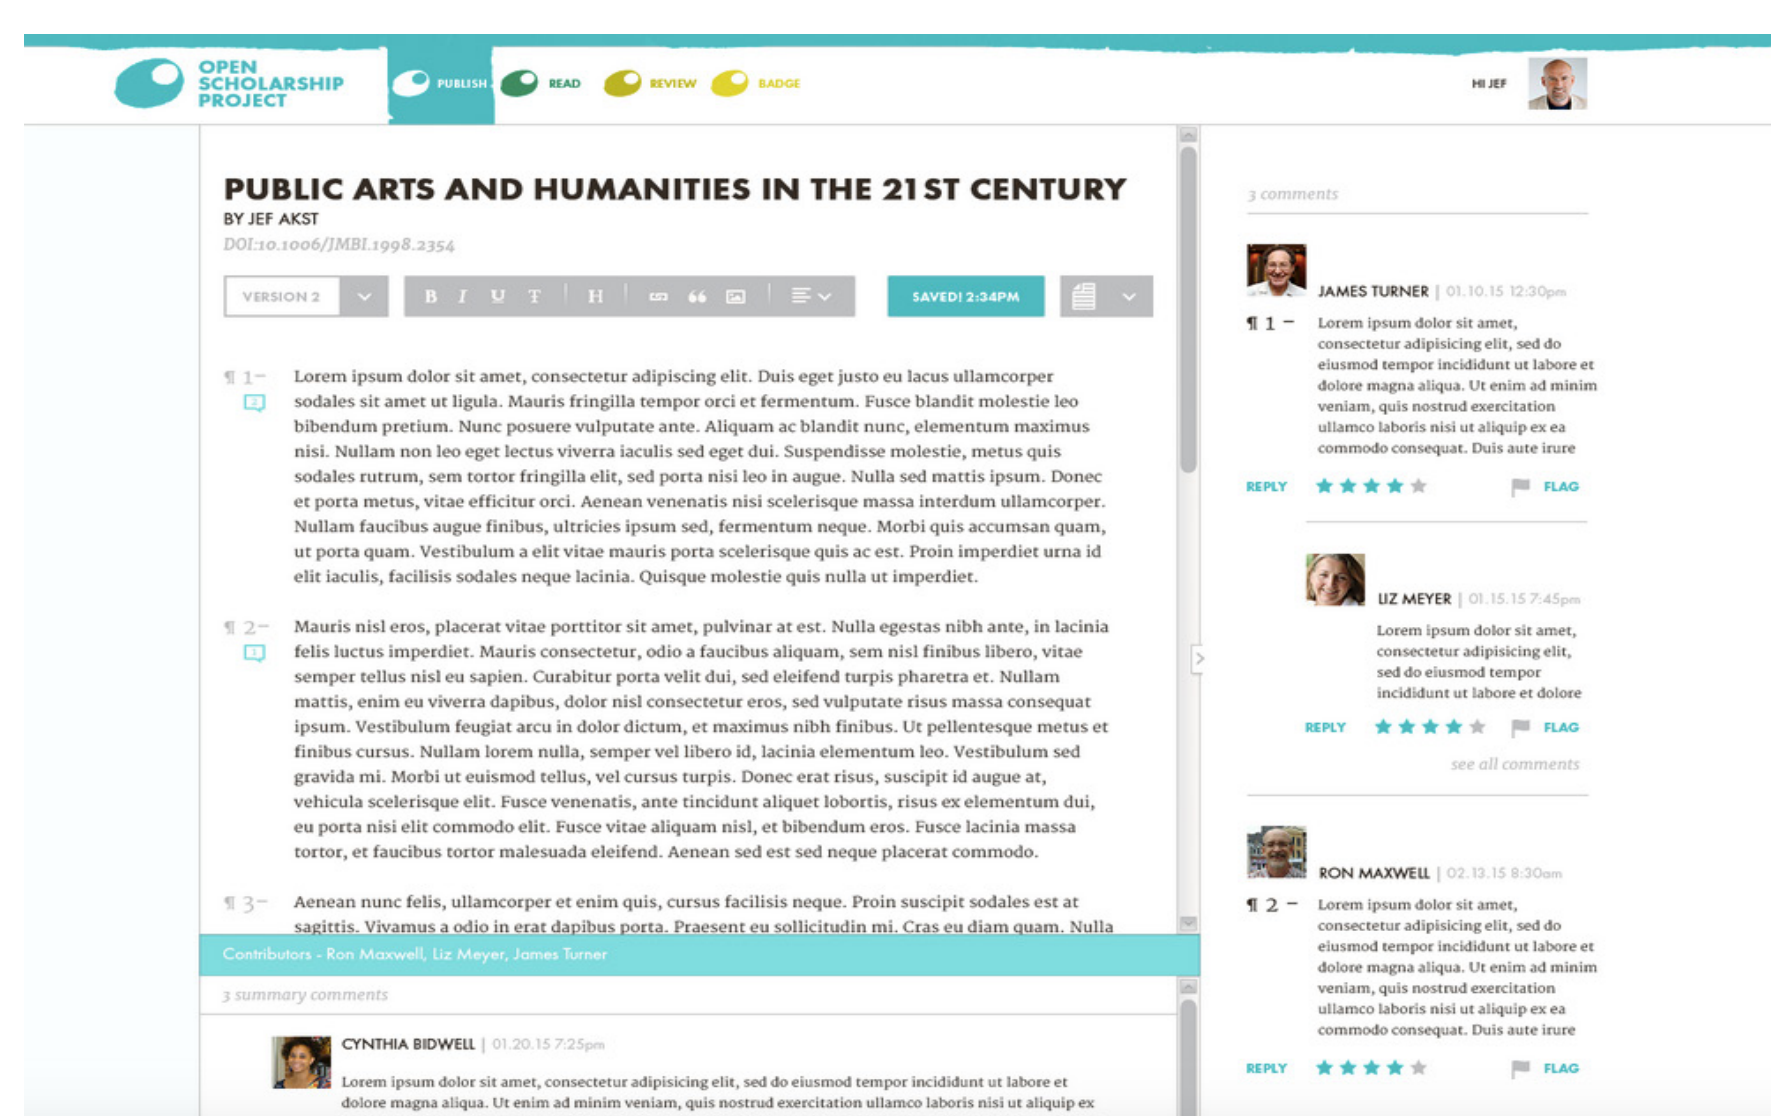 OPEN
SCHOLARSHIP
PROJECT
PUBLISH
READ
REVIEW
BADGE
HI JEF
PUBLIC ARTS AND HUMANITIES IN THE 21ST CENTURY
BY JEF AKST
DOI:10.1006/JMBI.1998.2354
VERSION 2
B I U T H
SAVED! 2:34PM
¶ 1–
2
Lorem ipsum dolor sit amet, consectetur adipiscing elit. Duis eget justo eu lacus ullamcorper
sodales sit amet ut ligula. Mauris fringilla tempor orci et fermentum. Fusce blandit molestie leo
bibendum pretium. Nunc posuere vulputate ante. Aliquam ac blandit nunc, elementum maximus
nisi. Nullam non leo eget lectus viverra iaculis sed eget dui. Suspendisse molestie, metus quis
sodales rutrum, sem tortor fringilla elit, sed porta nisi leo in augue. Nulla sed mattis ipsum. Donec
et porta metus, vitae efficitur orci. Aenean venenatis nisi scelerisque massa interdum ullamcorper.
Nullam faucibus augue finibus, ultricies ipsum sed, fermentum neque. Morbi quis accumsan quam,
ut porta quam. Vestibulum a elit vitae mauris porta scelerisque quis ac est. Proin imperdiet urna id
elit iaculis, facilisis sodales neque lacinia. Quisque molestie quis nulla ut imperdiet.
¶ 2–
1
Mauris nisl eros, placerat vitae porttitor sit amet, pulvinar at est. Nulla egestas nibh ante, in lacinia
felis luctus imperdiet. Mauris consectetur, odio a faucibus aliquam, sem nisl finibus libero, vitae
semper tellus nisl eu sapien. Curabitur porta velit dui, sed eleifend turpis pharetra et. Nullam
mattis, enim eu viverra dapibus, dolor nisl consectetur eros, sed vulputate risus massa consequat
ipsum. Vestibulum feugiat arcu in dolor dictum, et maximus nibh finibus. Ut pellentesque metus et
finibus cursus. Nullam lorem nulla, semper vel libero id, lacinia elementum leo. Vestibulum sed
gravida mi. Morbi ut euismod tellus, vel cursus turpis. Donec erat risus, suscipit id augue at,
vehicula scelerisque elit. Fusce venenatis, ante tincidunt aliquet lobortis, risus ex elementum dui,
eu porta nisi elit commodo elit. Fusce vitae aliquam nisl, et bibendum eros. Fusce lacinia massa
tortor, et faucibus tortor malesuada eleifend. Aenean sed est sed neque placerat commodo.
¶ 3–
Aenean nunc felis, ullamcorper et enim quis, cursus facilisis neque. Proin suscipit sodales est at
sagittis. Vivamus a odio in erat dapibus porta. Praesent eu sollicitudin mi. Cras eu diam quam. Nulla
Contributors - Ron Maxwell, Liz Meyer, James Turner
3 summary comments
CYNTHIA BIDWELL | 01.20.15 7:25pm
Lorem ipsum dolor sit amet, consectetur adipisicing elit, sed do eiusmod tempor incididunt ut labore et
dolore magna aliqua. Ut enim ad minim veniam, quis nostrud exercitation ullamco laboris nisi ut aliquip ex
3 comments
JAMES TURNER | 01.10.15 12:30pm
¶ 1 –
Lorem ipsum dolor sit amet,
consectetur adipisicing elit, sed do
eiusmod tempor incididunt ut labore et
dolore magna aliqua. Ut enim ad minim
veniam, quis nostrud exercitation
ullamco laboris nisi ut aliquip ex ea
commodo consequat. Duis aute irure
REPLY
FLAG
LIZ MEYER | 01.15.15 7:45pm
Lorem ipsum dolor sit amet,
consectetur adipisicing elit,
sed do eiusmod tempor
incididunt ut labore et dolore
REPLY
FLAG
see all comments
RON MAXWELL | 02.13.15 8:30am
¶ 2 –
Lorem ipsum dolor sit amet,
consectetur adipisicing elit, sed do
eiusmod tempor incididunt ut labore et
dolore magna aliqua. Ut enim ad minim
veniam, quis nostrud exercitation
ullamco laboris nisi ut aliquip ex ea
commodo consequat. Duis aute irure
REPLY
FLAG